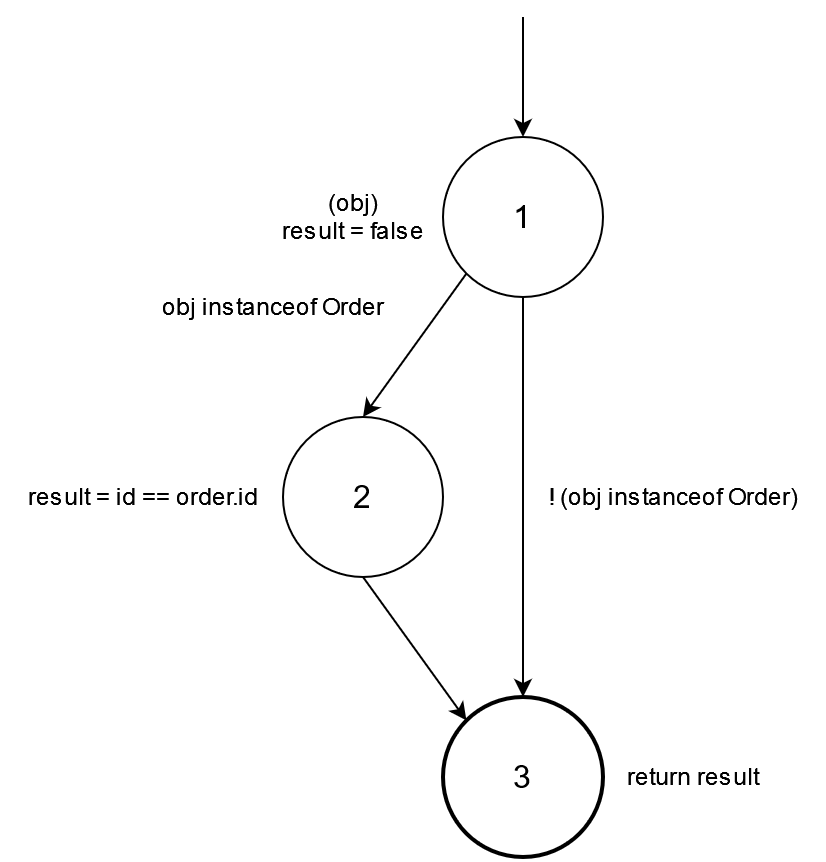 1
(obj)
result = false
obj instanceof Order
2
result = id == order.id
! (obj instanceof Order)
3
return result